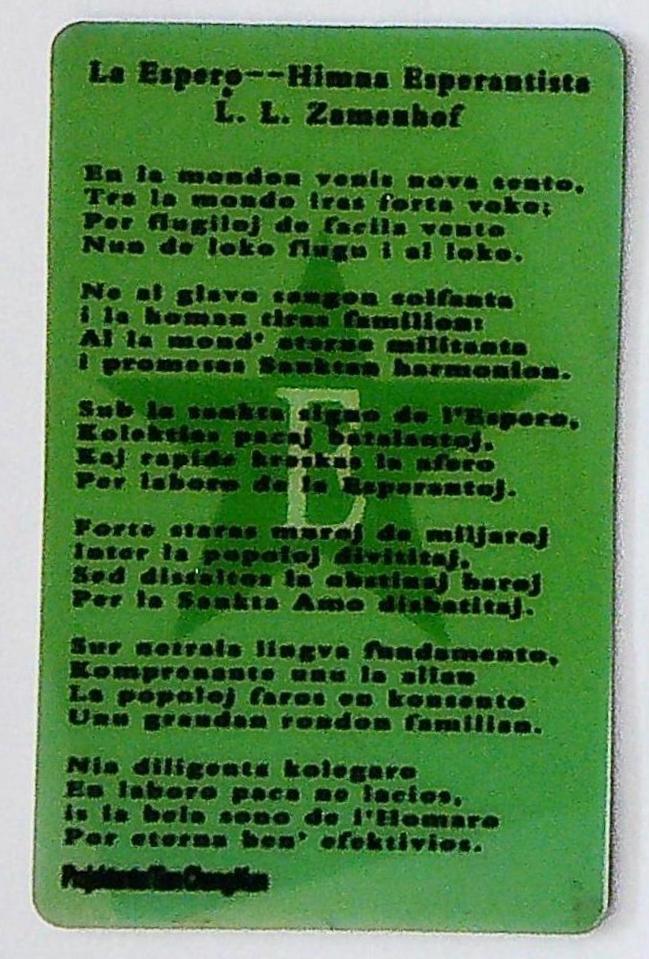 La Espero--Himna Esperantista
L. L. Zamenhof
En la mondon venis nova sento,
Tra la mondo iras forta voko;
Per flugiloj de facila vento
Nun de loko flugu i al loko.
Ne al glavo sangon soifanta
i la homan tiras familion:
Al la mond' eterne militanta
i promesas Sanktan harmonion.
Sub la sankta signo de l'Espero,
Kolektias pacaj batalantoj,
Kaj rapide kreskas la afero
Per laboro de la Esperantoj.
Forte staras muroj de miljaroj
Inter la popoloj divititaj,
Sed dissaltos la obstinaj baroj
Per la Sankta Amo disbatitaj.
Sur netrala lingva fundamento,
Komprenante unu la alian
La popoloj faros en konsento
Unu grandan rondon familian.
Nia diligenta kolegaro
En laboro paca ne lacios,
is la bela sono de l'Homaro
Por eterna ben' efektivios.
E